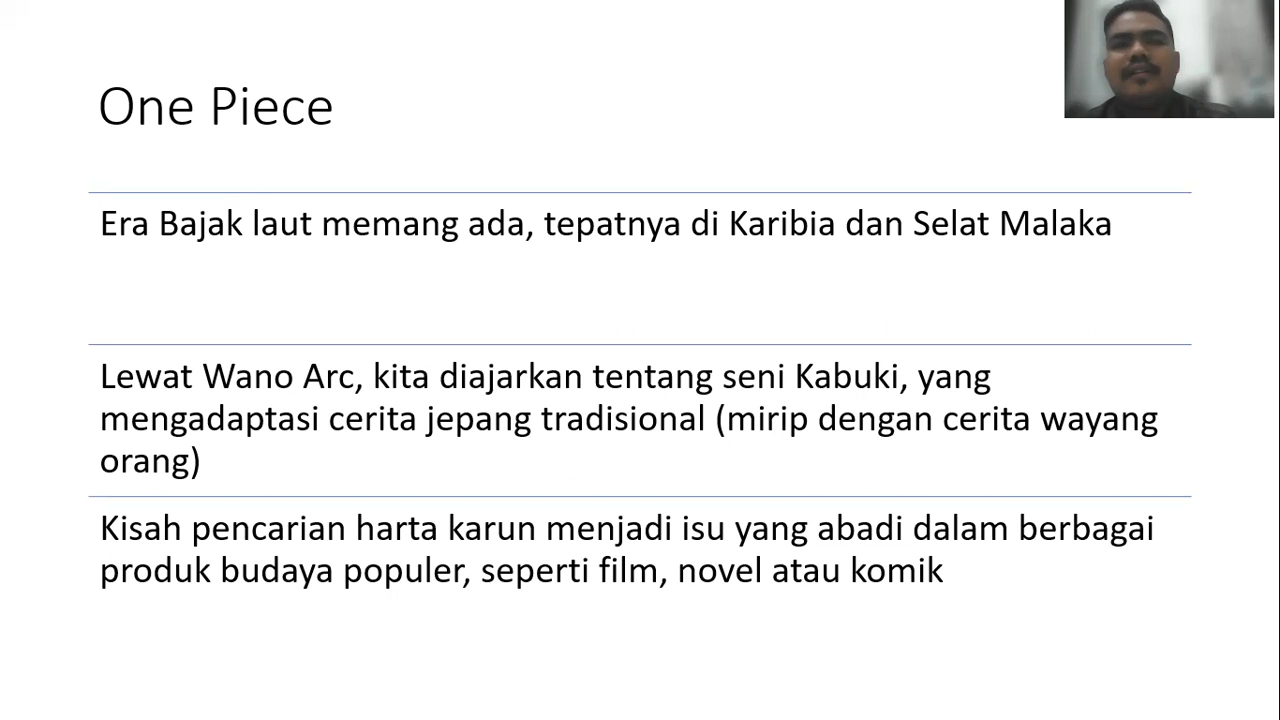 One Piece
Era Bajak laut memang ada, tepatnya di Karibia dan Selat Malaka
Lewat Wano Arc, kita diajarkan tentang seni Kabuki, yang
mengadaptasi cerita jepang tradisional (mirip dengan cerita wayang
orang)
Kisah pencarian harta karun menjadi isu yang abadi dalam berbagai
produk budaya populer, seperti film, novel atau komik